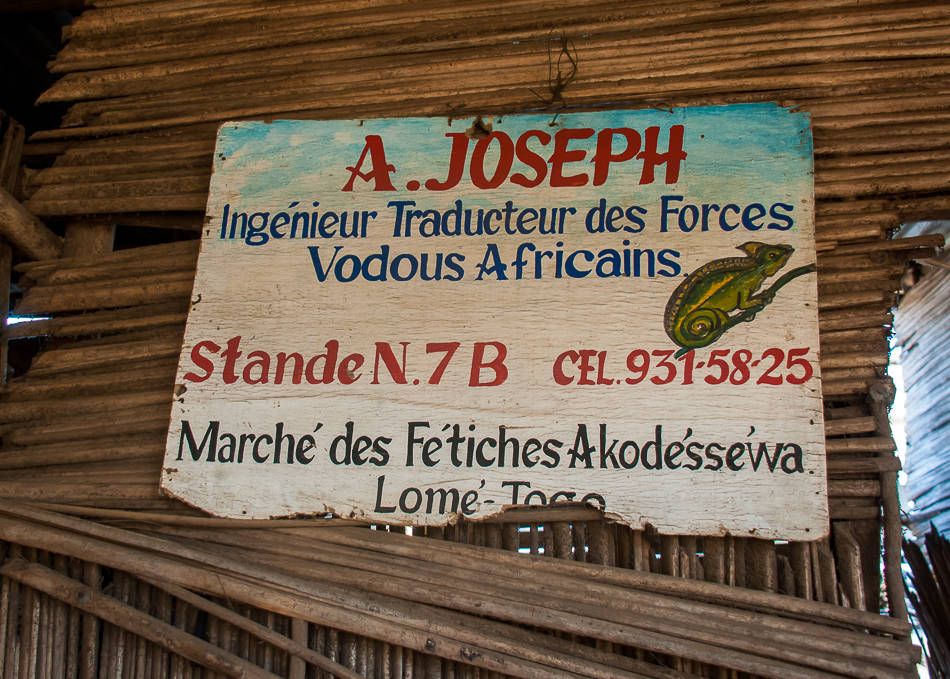 A. JOSEPH
Ingénieur Traducteur des Forces
Vodous Africains.
Stande N. 7 B CEL. 931-58-25
Marché des Fétiches Akodésséwa.
Lomé-Togo